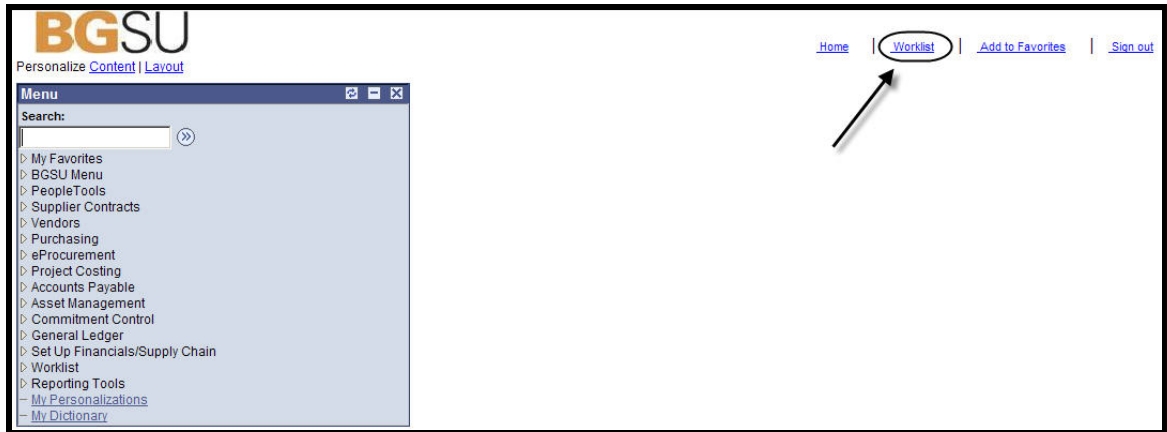 BGSU
Home | Worklist | Add to Favorites | Sign out
Personalize Content | Layout
Menu
Search:
My Favorites
BGSU Menu
PeopleTools
Supplier Contracts
Vendors
Purchasing
eProcurement
Project Costing
Accounts Payable
Asset Management
Commitment Control
General Ledger
Set Up Financials/Supply Chain
Worklist
Reporting Tools
My Personalizations
My Dictionary